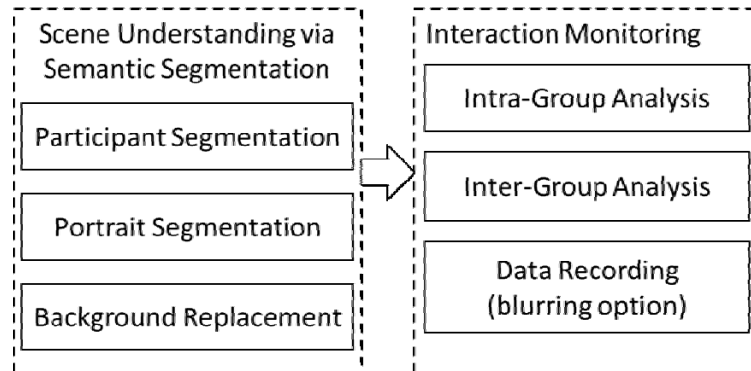 Scene Understanding via
Semantic Segmentation
Participant Segmentation
Portrait Segmentation
Background Replacement
Interaction Monitoring
Intra-Group Analysis
Inter-Group Analysis
Data Recording
(blurring option)